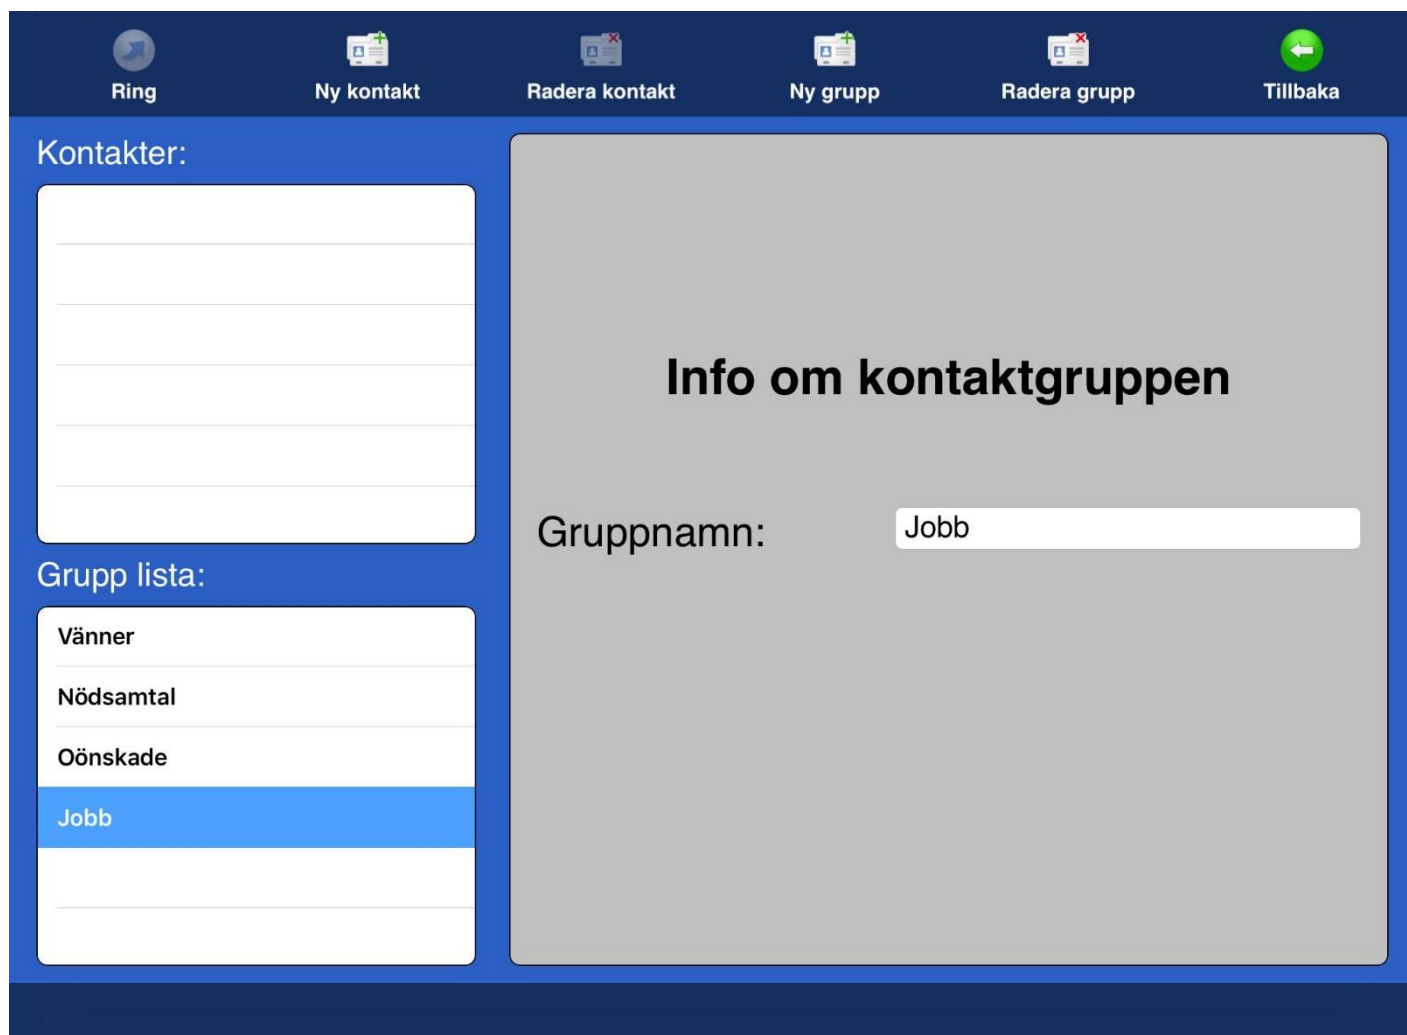 Ring
Ny kontakt
Radera kontakt
Ny grupp
Radera grupp
Tillbaka
Kontakter:
Grupp lista:
Vänner
Nödsamtal
Oönskade
Jobb
Info om kontaktgruppen
Gruppnamn: Jobb